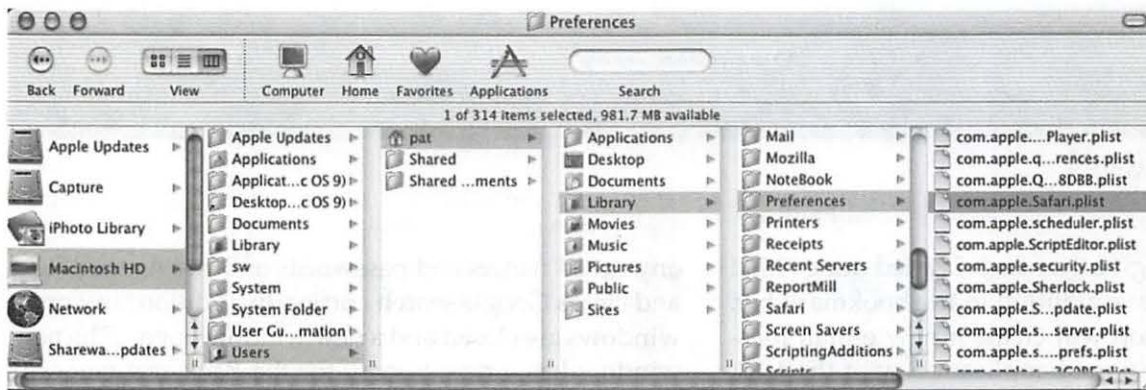 Preferences
Back Forward View Computer Home Favorites Applications Search
1 of 314 items selected, 981.7 MB available
Apple Updates
Capture
iPhoto Library
Macintosh HD
Network
Sharewa...pdates
Apple Updates
Applications
Applicat...c OS 9)
Desktop...c OS 9)
Documents
Library
sw
System
System Folder
User Gu...mation
Users
pat
Shared
Shared ...ments
Applications
Desktop
Documents
Library
Movies
Music
Pictures
Public
Sites
Mail
Mozilla
NoteBook
Preferences
Printers
Receipts
Recent Servers
ReportMill
Safari
Screen Savers
ScriptingAdditions
Scripts
com.apple....Player.plist
com.apple.q...rences.plist
com.apple.Q...8DBB.plist
com.apple.Safari.plist
com.apple.scheduler.plist
com.apple.ScriptEditor.plist
com.apple.security.plist
com.apple.Sherlock.plist
com.apple.S...pdate.plist
com.apple.s...server.plist
com.apple.s....prefs.plist